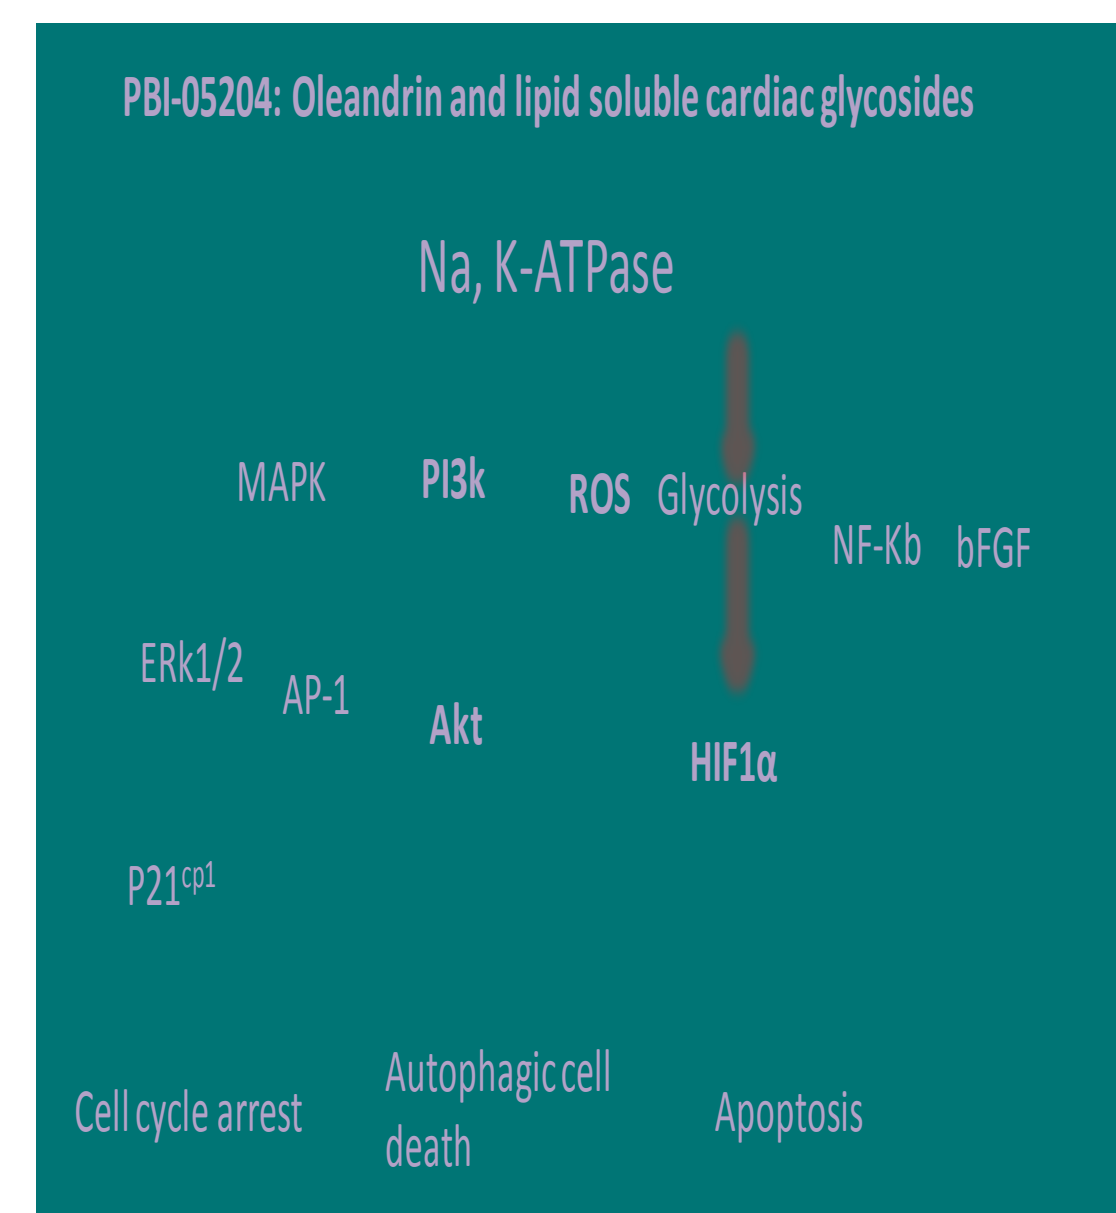 PBI-05204: Oleandrin and lipid soluble cardiac glycosides
Na, K-ATPase
MAPK
PI3k
ROS
Glycolysis
NF-Kb
bFGF
ERk1/2
AP-1
Akt
HIF1α
P21cp1
Cell cycle arrest
Autophagic cell
death
Apoptosis